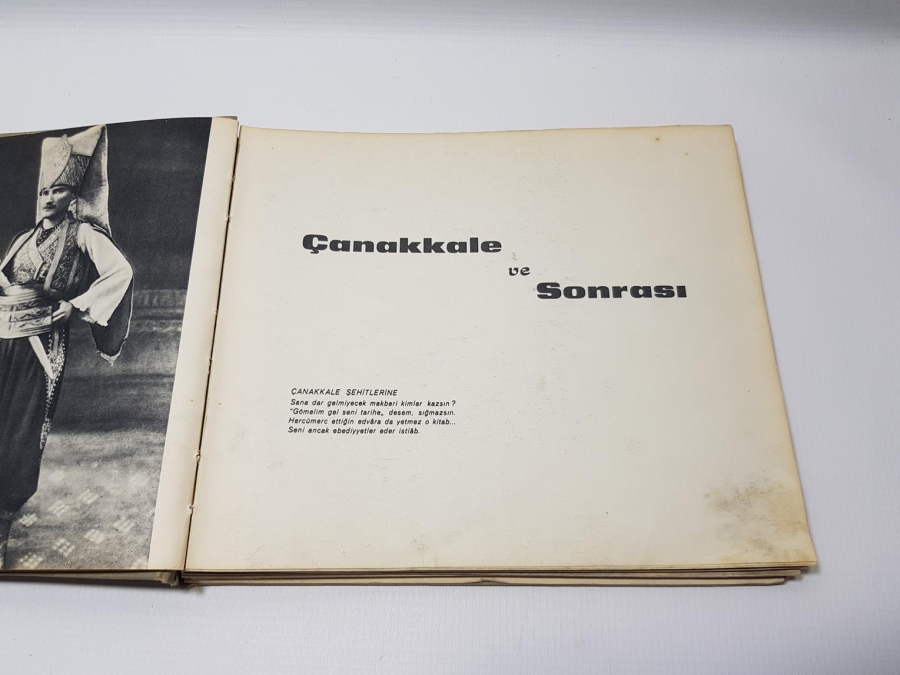 Çanakkale
ve
Sonrası
ÇANAKKALE ŞEHİTLERİNE
Sana dar gelmiyecek makberi kimler kazsın?
"Gömelim gel seni tarihe„ desem, sığmazsın.
Hercümerc ettiğin edvâra da yetmez o kitab...
Seni ancak ebediyyetler eder istiâb.